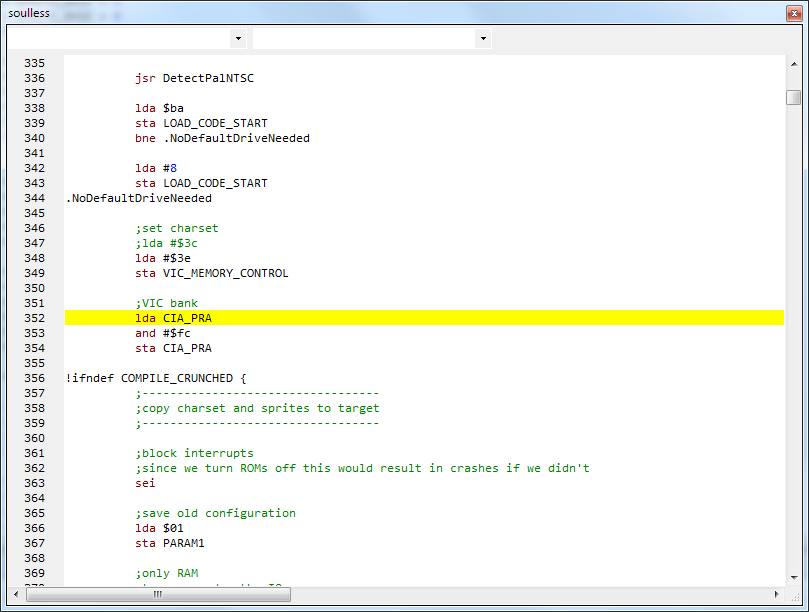 soulless
335
336 jsr DetectPalNTSC
337
338 lda $ba
339 sta LOAD_CODE_START
340 bne .NoDefaultDriveNeeded
341
342 lda #8
343 sta LOAD_CODE_START
344 .NoDefaultDriveNeeded
345
346 ;set charset
347 ;lda #$3c
348 lda #$3e
349 sta VIC_MEMORY_CONTROL
350
351 ;VIC bank
352 lda CIA_PRA
353 and #$fc
354 sta CIA_PRA
355
356 !ifndef COMPILE_CRUNCHED {
357 ;----------------------------------
358 ;copy charset and sprites to target
359 ;----------------------------------
360
361 ;block interrupts
362 ;since we turn ROMs off this would result in crashes if we didn't
363 sei
364
365 ;save old configuration
366 lda $01
367 sta PARAM1
368
369 ;only RAM